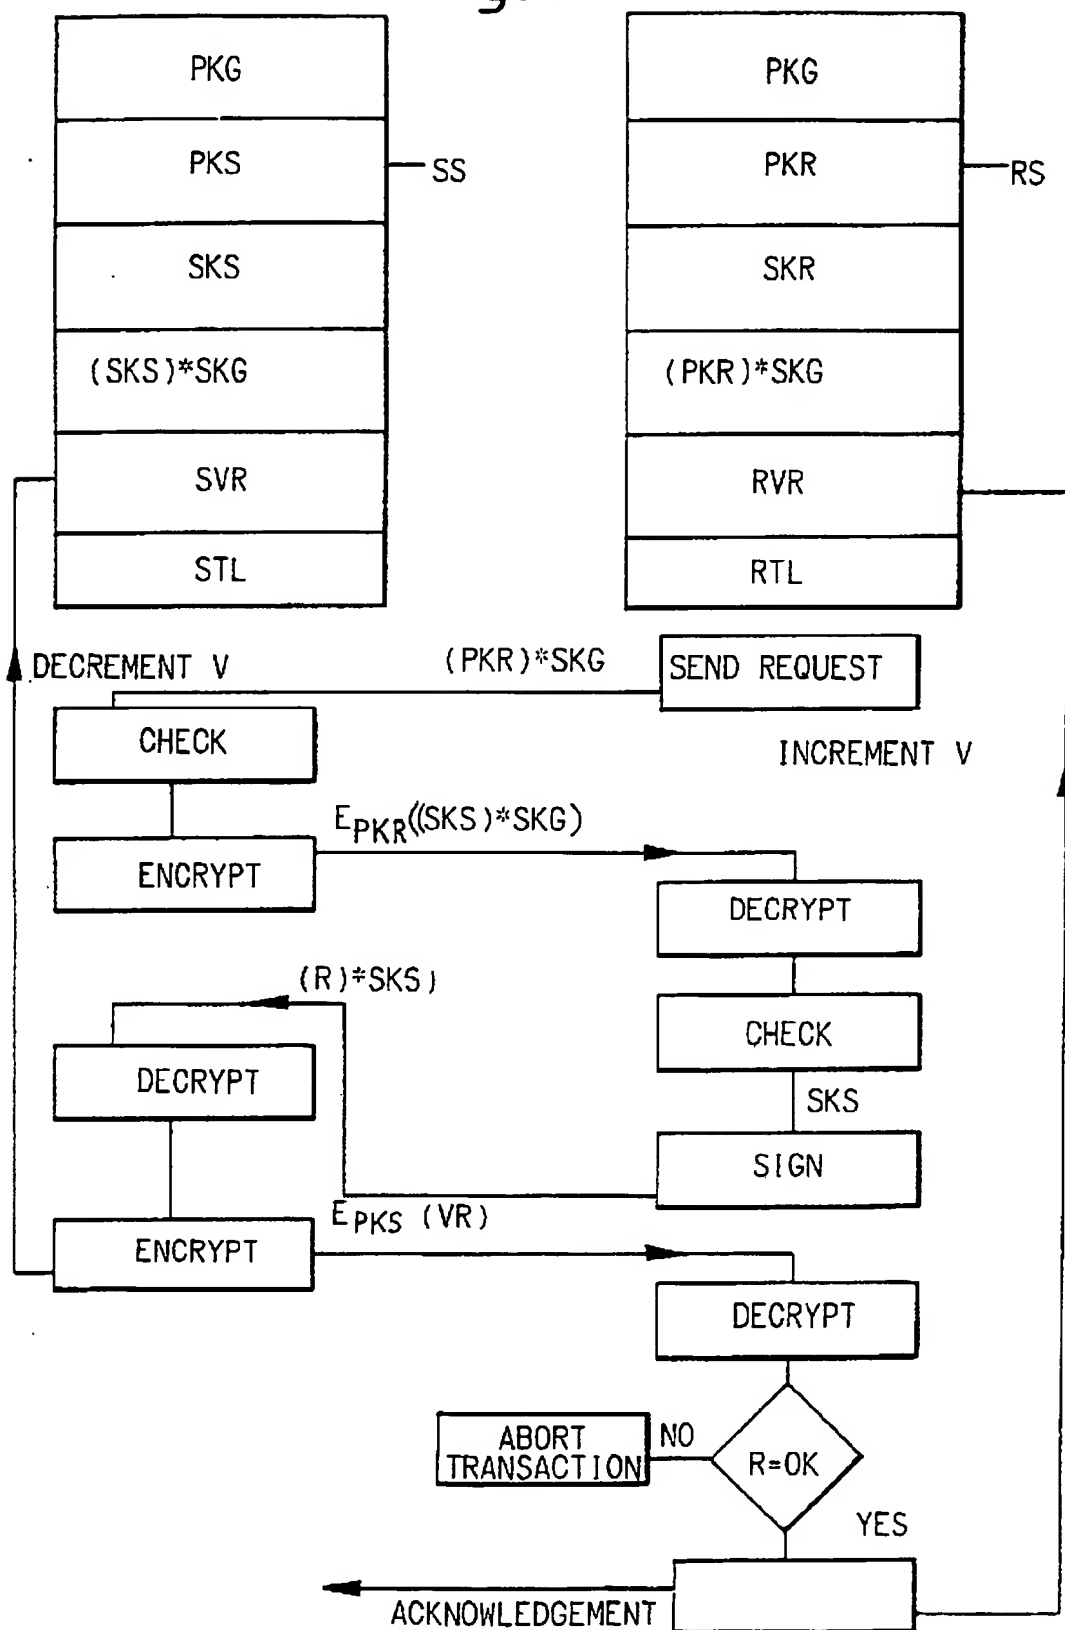 g.
PKG
PKS
SS
SKS
(SKS)*SKG
SVR
STL
PKG
PKR
RS
SKR
(PKR)*SKG
RVR
RTL
DECREMENT V
(PKR)*SKG
SEND REQUEST
CHECK
INCREMENT V
EPKR((SKS)*SKG)
ENCRYPT
DECRYPT
(R)*SKS)
CHECK
DECRYPT
SKS
SIGN
EPKS (VR)
ENCRYPT
DECRYPT
ABORT
TRANSACTION
NO
R=OK
YES
ACKNOWLEDGEMENT